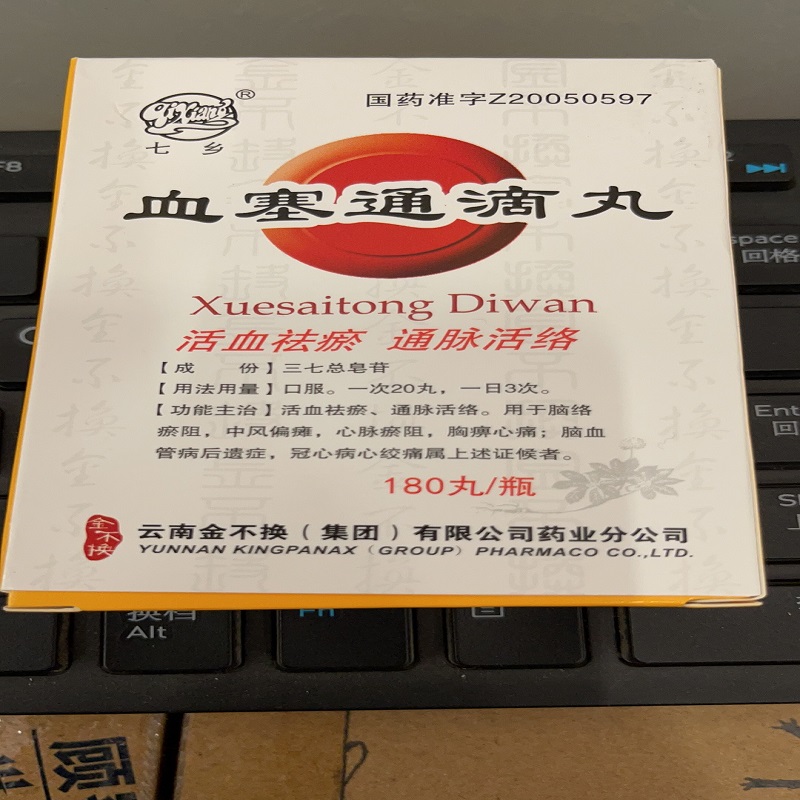 国药准字Z20050597
QiXiang®
七乡
血塞通滴丸
Xuesaitong Diwan
活血祛瘀 通脉活络
【成 份】三七总皂苷
【用法用量】口服。一次20丸，一日3次。
【功能主治】活血祛瘀、通脉活络。用于脑络
瘀阻，中风偏瘫，心脉瘀阻，胸痹心痛；脑血
管病后遗症，冠心病心绞痛属上述证候者。
180丸/瓶
金不换
云南金不换（集团）有限公司药业分公司
YUNNAN KINGPANAX（GROUP）PHARMACO CO.,LTD.
F8
space
回格
Ent
回
S
上
换档
Alt
Fn
顾